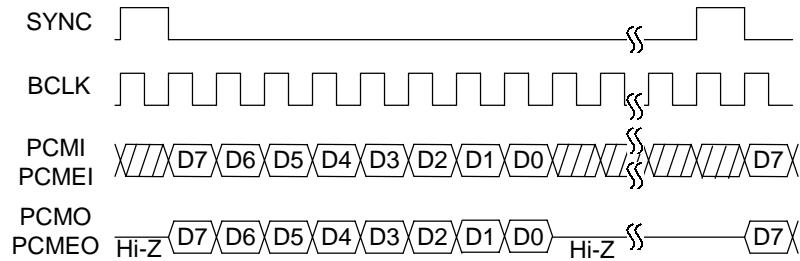 SYNC
BCLK
PCMI
PCMEI
D7 D6 D5 D4 D3 D2 D1 D0 D7
PCMO
PCMEO
Hi-Z D7 D6 D5 D4 D3 D2 D1 D0 Hi-Z D7